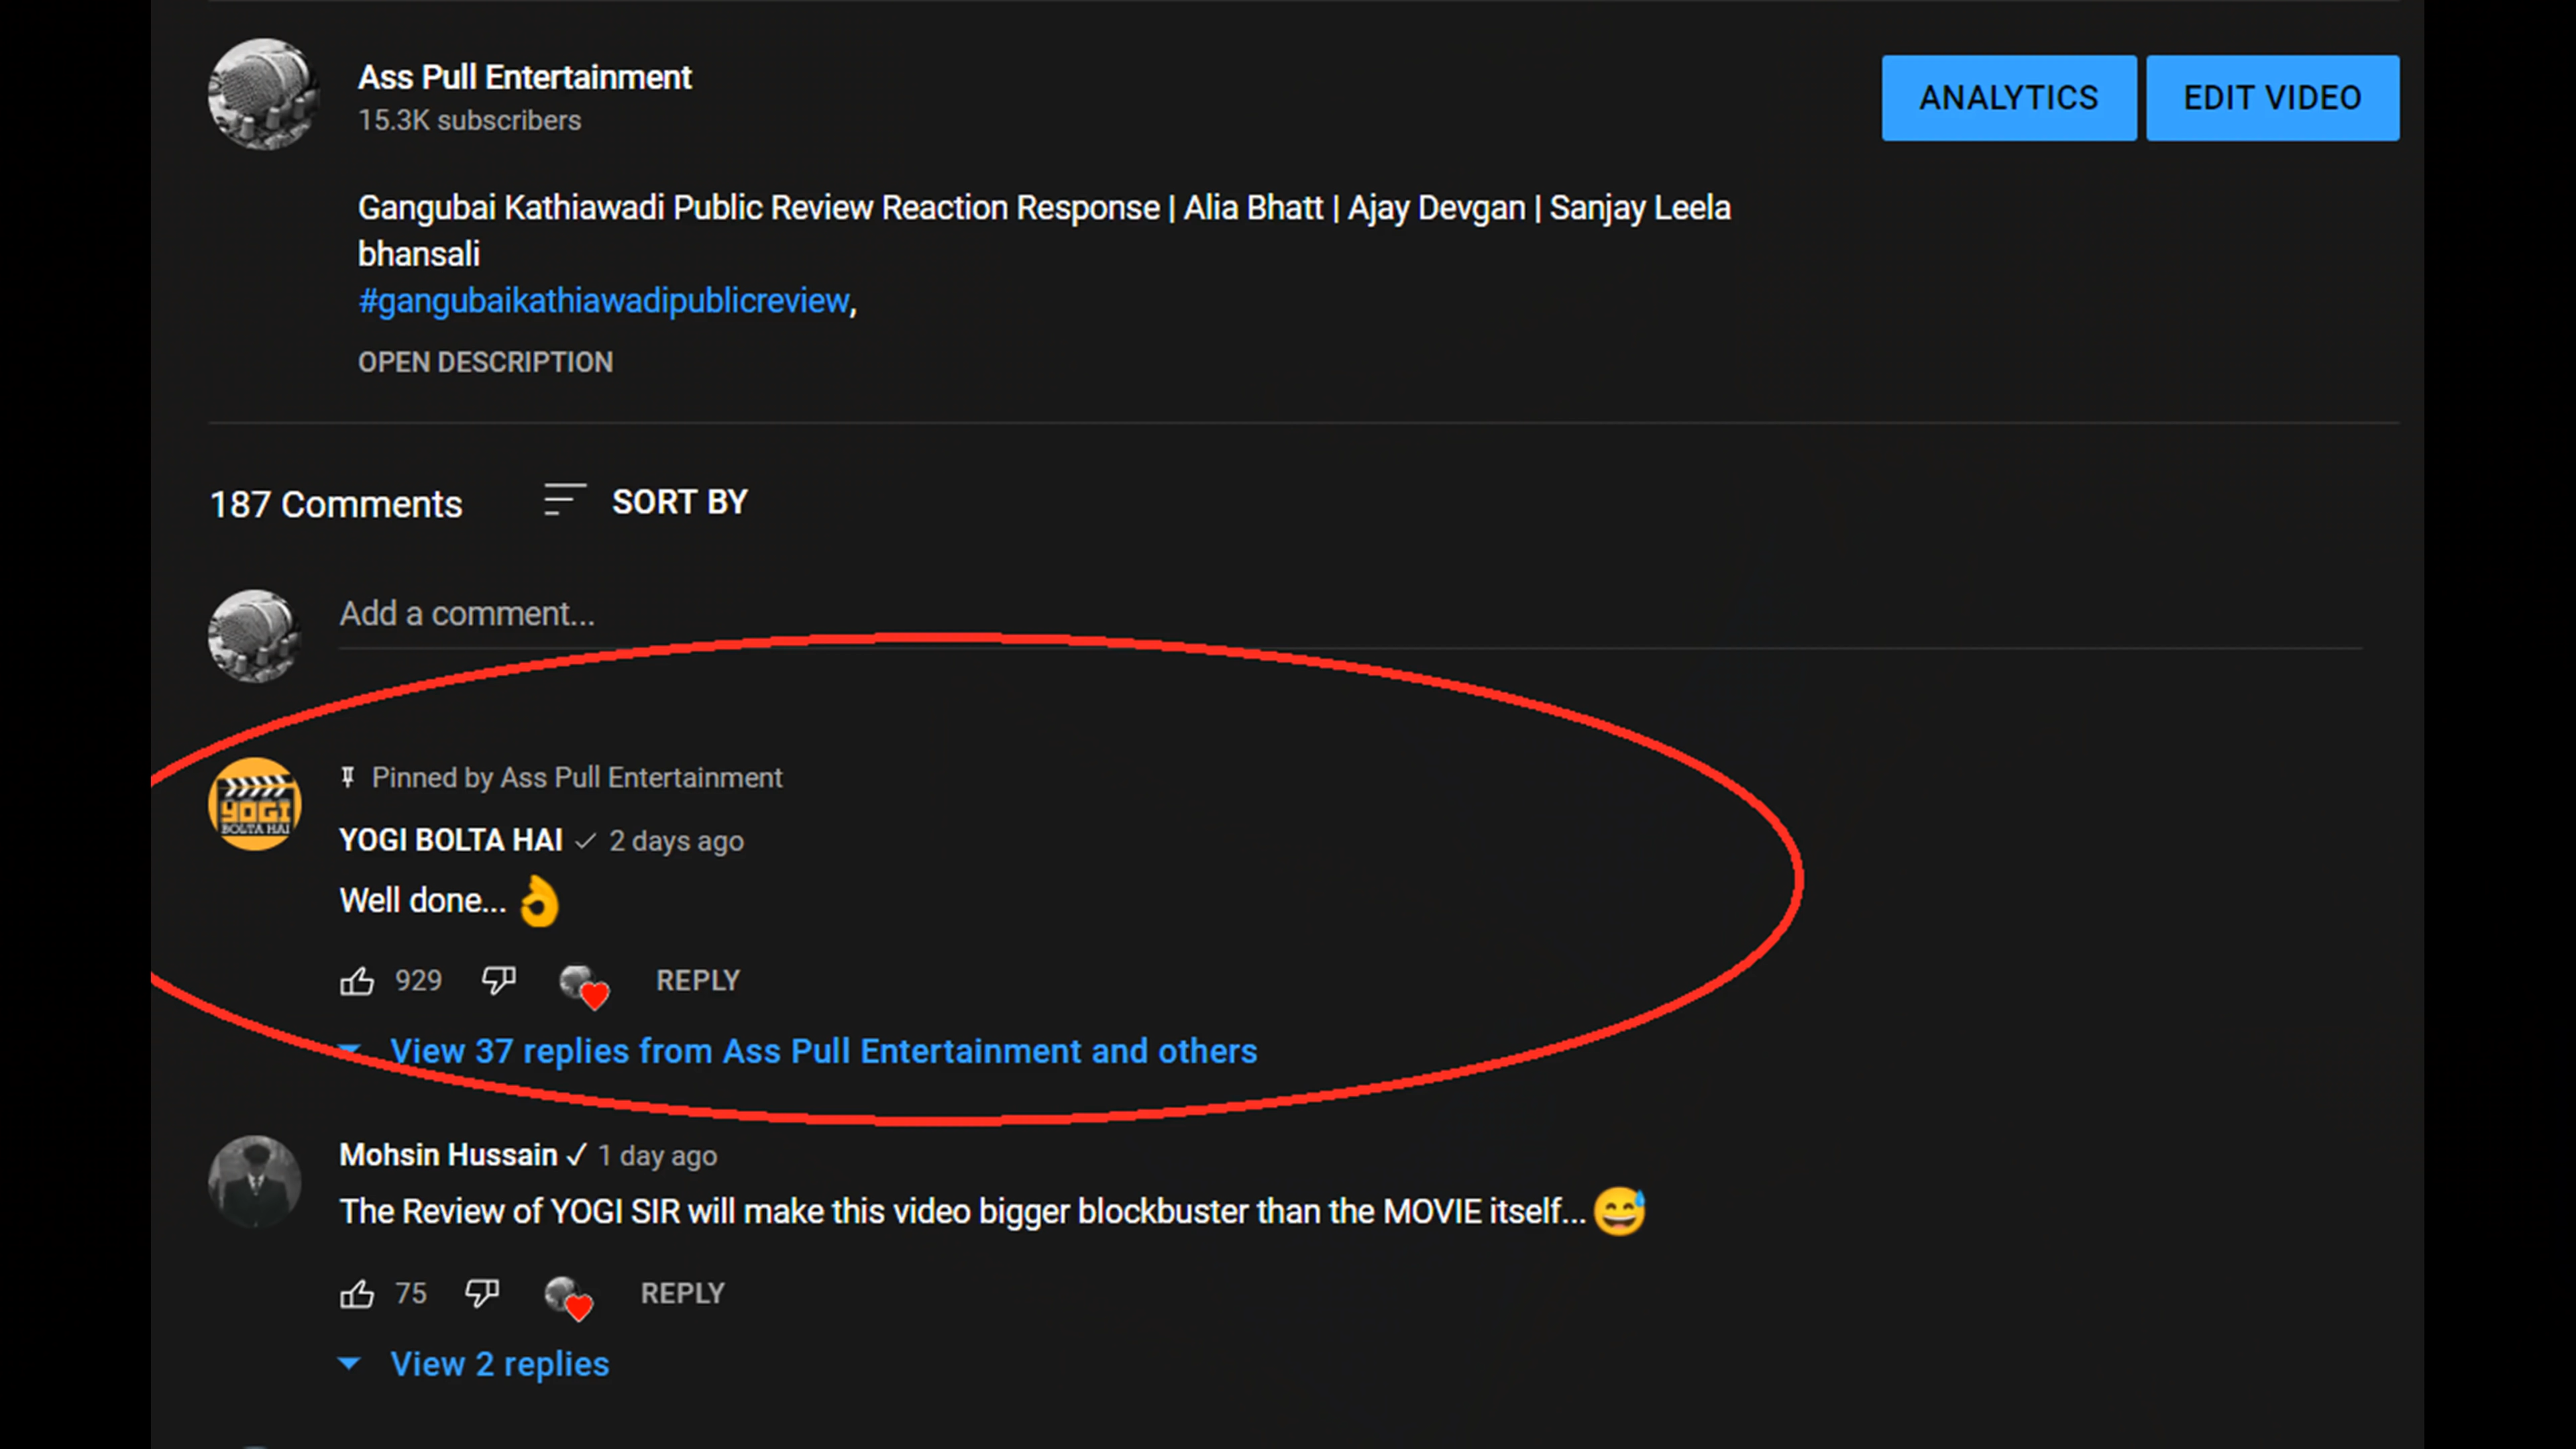 Ass Pull Entertainment
15.3K subscribers
ANALYTICS
EDIT VIDEO
Gangubai Kathiawadi Public Review Reaction Response | Alia Bhatt | Ajay Devgan | Sanjay Leela
bhansali
#gangubaikathiawadipublicreview,
OPEN DESCRIPTION
187 Comments
SORT BY
Add a comment...
Pinned by Ass Pull Entertainment
YOGI
BOLTA HAI
YOGI BOLTA HAI ✓ 2 days ago
Well done... 👌
929
REPLY
View 37 replies from Ass Pull Entertainment and others
Mohsin Hussain ✓ 1 day ago
The Review of YOGI SIR will make this video bigger blockbuster than the MOVIE itself... 😅
75
REPLY
View 2 replies